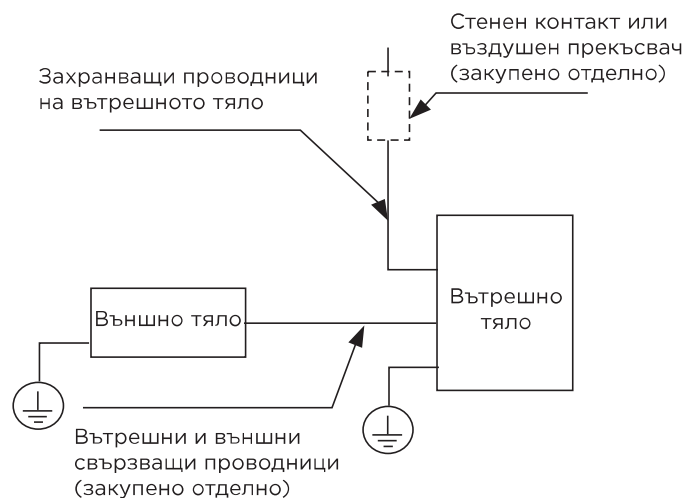 Стенен контакт или
въздушен прекъсвач
(закупено отделно)
Захранващи проводници
на вътрешното тяло
Вътрешно
тяло
Външно тяло
Вътрешни и външни
свързващи проводници
(закупено отделно)